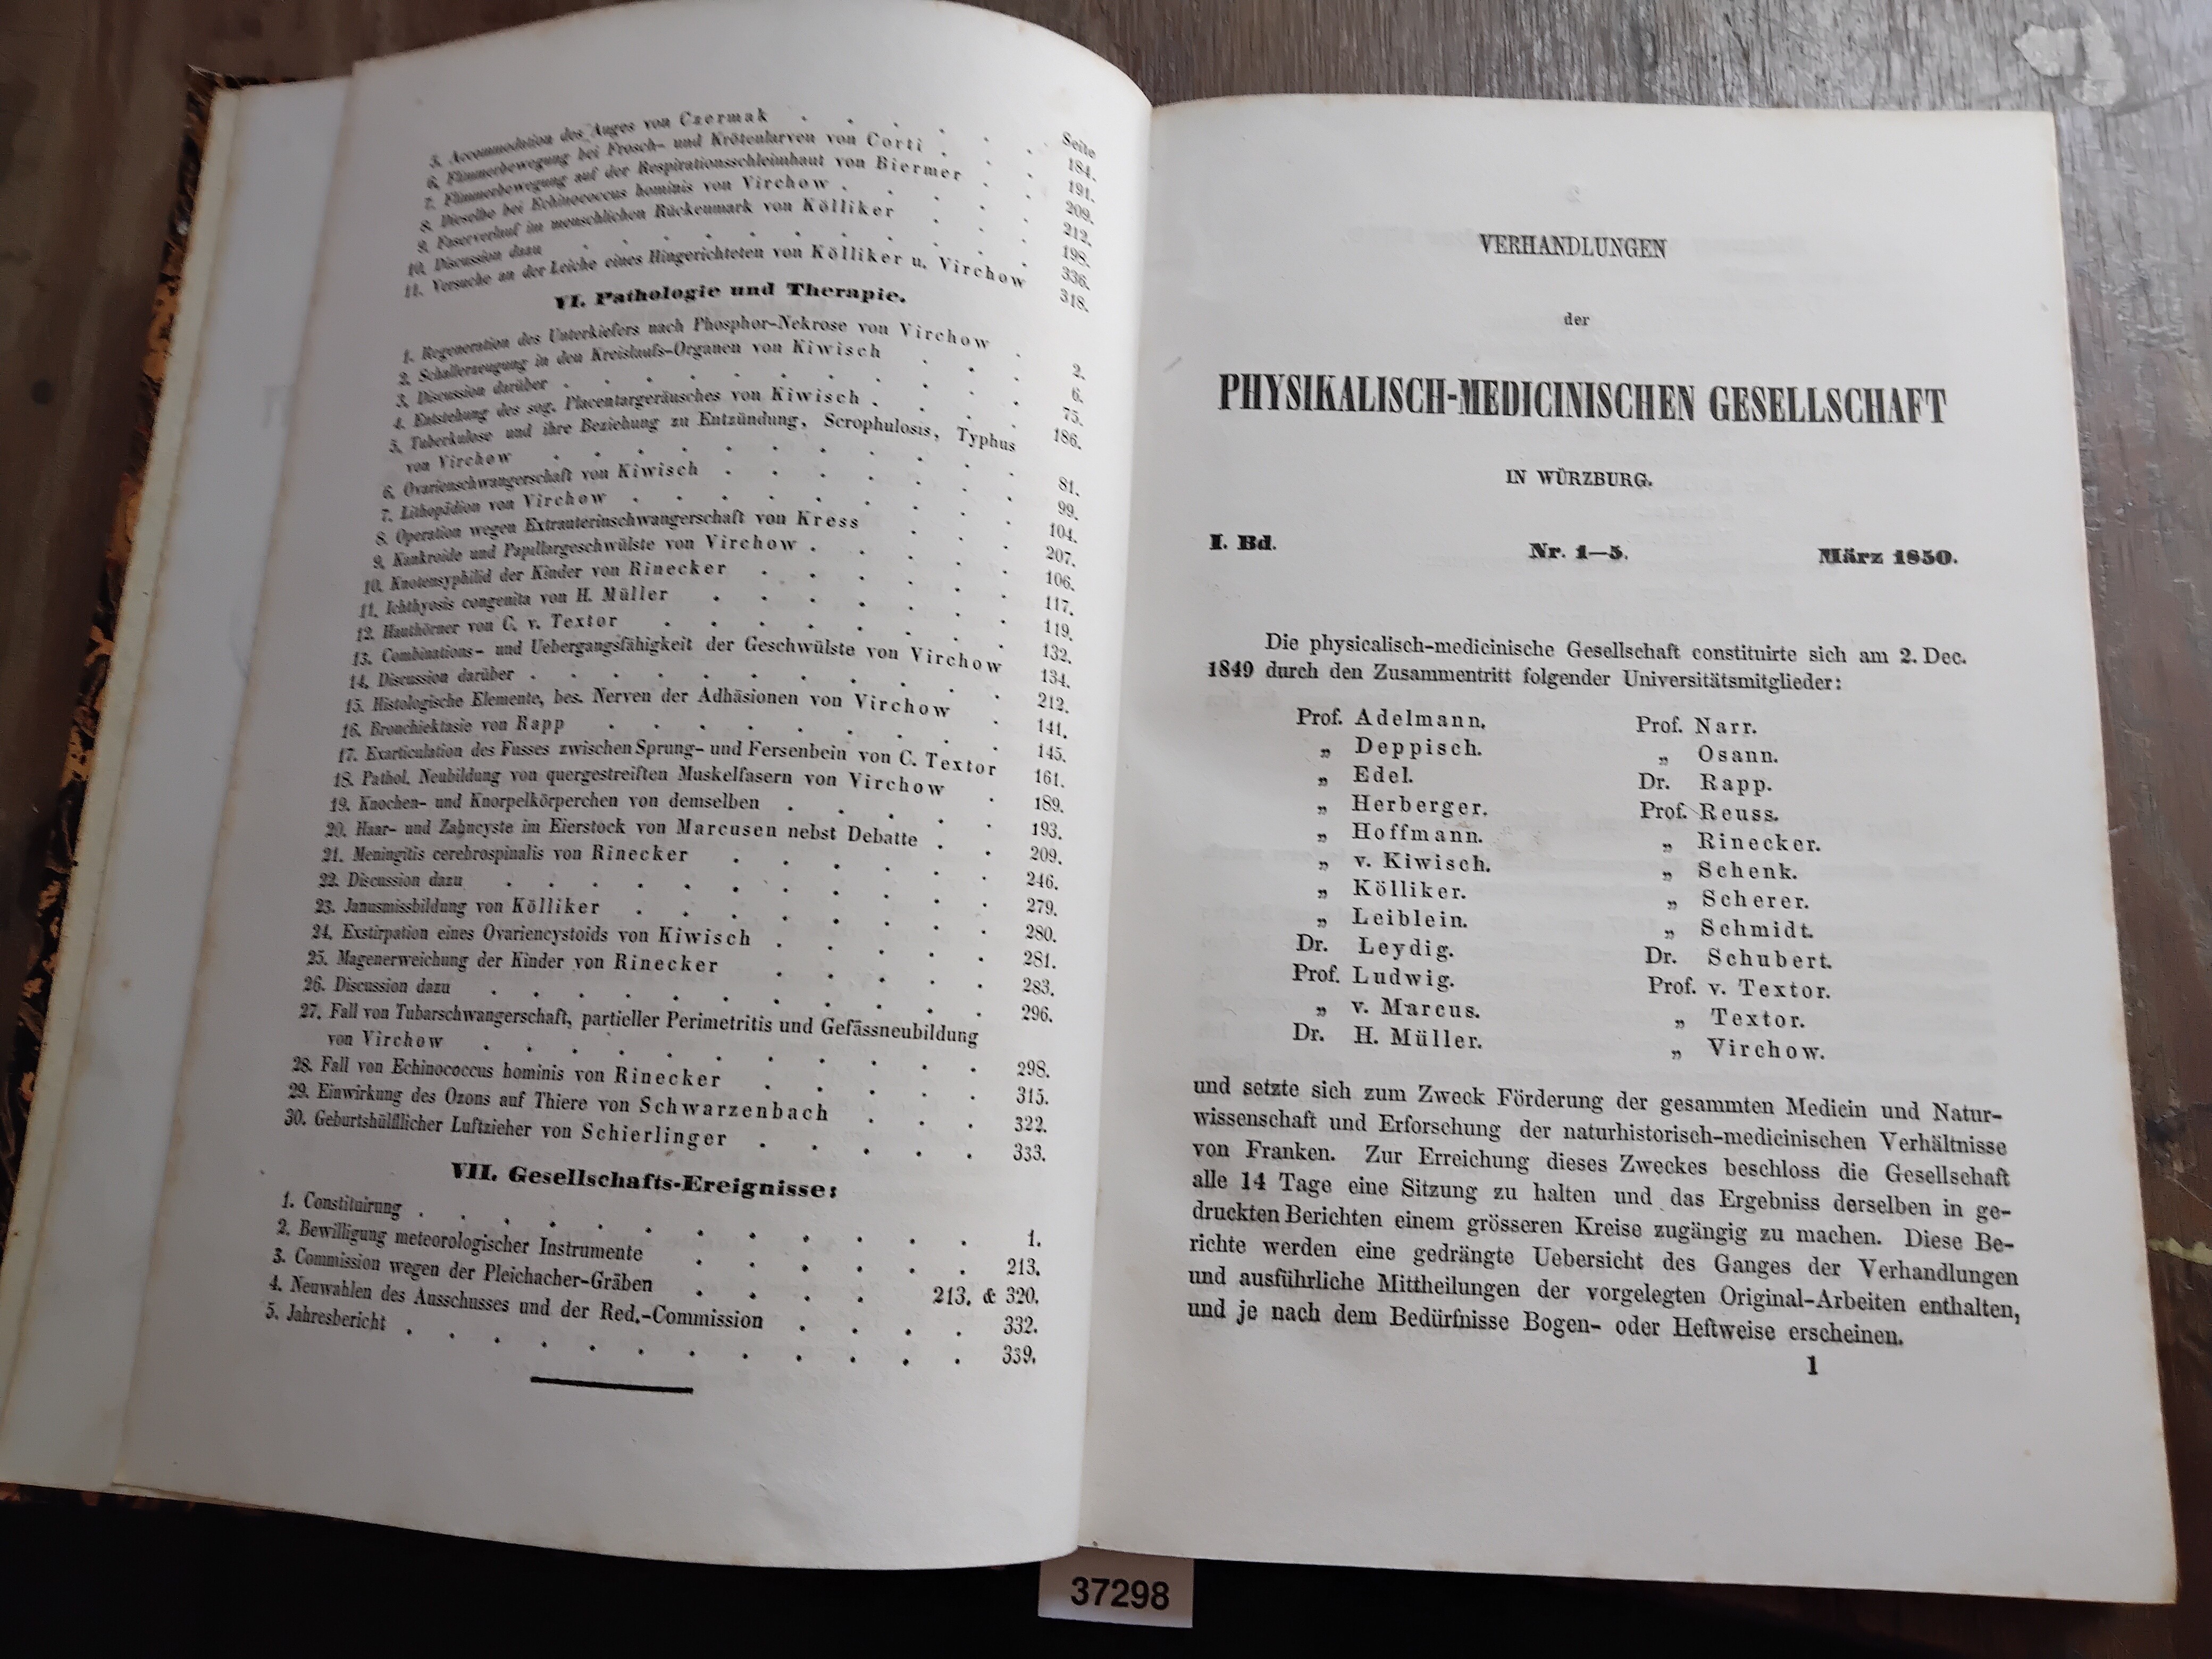 Seite
5. Accommodation des Auges von Czermak . . . . . . 184.
6. Flimmerbewegung bei Frosch- und Krötenlarven von Corti . . . 191.
7. Flimmerbewegung auf der Respirationsschleimhaut von Biermer . . 209.
8. Dieselbe bei Echinococcus hominis von Virchow . . . . . 212.
9. Faserverlauf im menschlichen Rückenmark von Kölliker . . . 198.
10. Discussion dazu . . . . . . . . . . 336.
11. Versuche an der Leiche eines Hingerichteten von Kölliker u. Virchow 318.
VI. Pathologie und Therapie.
1. Regeneration des Unterkiefers nach Phosphor-Nekrose von Virchow . 2.
2. Schallerzeugung in den Kreislaufs-Organen von Kiwisch . . . 6.
3. Discussion darüber . . . . . . . . . . 75.
4. Entstehung des sog. Placentargeräusches von Kiwisch . . . . 186.
5. Tuberkulose und ihre Beziehung zu Entzündung, Scrophulosis, Typhus
von Virchow . . . . . . . . . 81.
6. Ovarienschwangerschaft von Kiwisch . . . . . . . 99.
7. Lithopädion von Virchow . . . . . . . . . 104.
8. Operation wegen Extrauterinschwangerschaft von Kress . . . 207.
9. Kankroide und Papillargeschwülste von Virchow . . . . . 106.
10. Knotensyphilid der Kinder von Rinecker . . . . . . 117.
11. Ichthyosis congenita von H. Müller . . . . . . . 119.
12. Hauthörner von C. v. Textor . . . . . . . . 132.
13. Combinations- und Uebergangsfähigkeit der Geschwülste von Virchow 134.
14. Discussion darüber . . . . . . . . . . 212.
15. Histologische Elemente, bes. Nerven der Adhäsionen von Virchow . 141.
16. Bronchiektasie von Rapp . . . . . . . . . 145.
17. Exarticulation des Fusses zwischen Sprung- und Fersenbein von C. Textor 161.
18. Pathol. Neubildung von quergestreiften Muskelfasern von Virchow . 189.
19. Knochen- und Knorpelkörperchen von demselben . . . . . 193.
20. Haar- und Zahncyste im Eierstock von Marcusen nebst Debatte . . 209.
21. Meningitis cerebrospinalis von Rinecker . . . . . . 246.
22. Discussion dazu . . . . . . . . . . . 279.
23. Janusmissbildung von Kölliker . . . . . . . . 280.
24. Exstirpation eines Ovariencystoids von Kiwisch . . . . . 281.
25. Magenerweichung der Kinder von Rinecker . . . . . 283.
26. Discussion dazu . . . . . . . . . . . 296.
27. Fall von Tubarschwangerschaft, partieller Perimetritis und Gefässneubildung
von Virchow . . . . . . . . . . . 298.
28. Fall von Echinococcus hominis von Rinecker . . . . . 315.
29. Einwirkung des Ozons auf Thiere von Schwarzenbach . . . 322.
30. Geburtshülflicher Luftzieher von Schierlinger . . . . . 333.
VII. Gesellschafts-Ereignisse:
1. Constituirung . . . . . . . . . . . . 1.
2. Bewilligung meteorologischer Instrumente . . . . . . 213.
3. Commission wegen der Pleichacher-Gräben . . . . 213. & 320.
4. Neuwahlen des Ausschusses und der Red.-Commission . . . . 332.
5. Jahresbericht . . . . . . . . . . . . 339.
VERHANDLUNGEN
der
PHYSIKALISCH-MEDICINISCHEN GESELLSCHAFT
IN WÜRZBURG.
I. Bd. Nr. 1—5. März 1850.
Die physicalisch-medicinische Gesellschaft constituirte sich am 2. Dec.
1849 durch den Zusammentritt folgender Universitätsmitglieder:
Prof. Adelmann. Prof. Narr.
„ Deppisch. „ Osann.
„ Edel. Dr. Rapp.
„ Herberger. Prof. Reuss.
„ Hoffmann. „ Rinecker.
„ v. Kiwisch. „ Schenk.
„ Kölliker. „ Scherer.
„ Leiblein. „ Schmidt.
Dr. Leydig. Dr. Schubert.
Prof. Ludwig. Prof. v. Textor.
„ v. Marcus. „ Textor.
Dr. H. Müller. „ Virchow.
und setzte sich zum Zweck Förderung der gesammten Medicin und Natur-
wissenschaft und Erforschung der naturhistorisch-medicinischen Verhältnisse
von Franken. Zur Erreichung dieses Zweckes beschloss die Gesellschaft
alle 14 Tage eine Sitzung zu halten und das Ergebniss derselben in ge-
druckten Berichten einem grösseren Kreise zugängig zu machen. Diese Be-
richte werden eine gedrängte Uebersicht des Ganges der Verhandlungen
und ausführliche Mittheilungen der vorgelegten Original-Arbeiten enthalten,
und je nach dem Bedürfnisse Bogen- oder Heftweise erscheinen.
1
37298